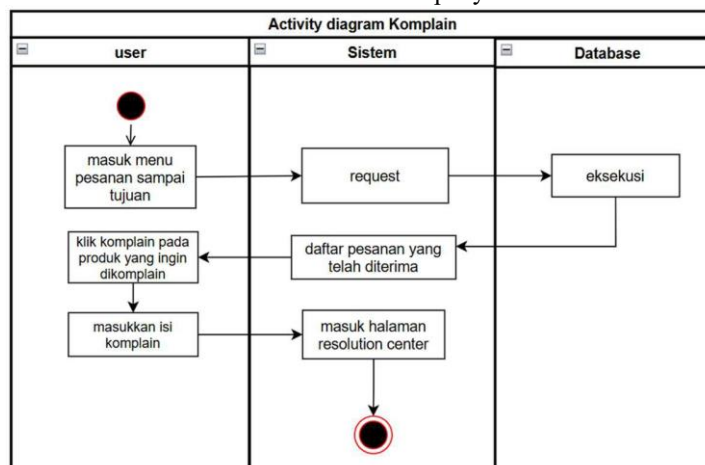 Activity diagram Komplain
user
Sistem
Database
masuk menu
pesanan sampai
tujuan
request
eksekusi
klik komplain pada
produk yang ingin
dikomplain
daftar pesanan yang
telah diterima
masukkan isi
komplain
masuk halaman
resolution center